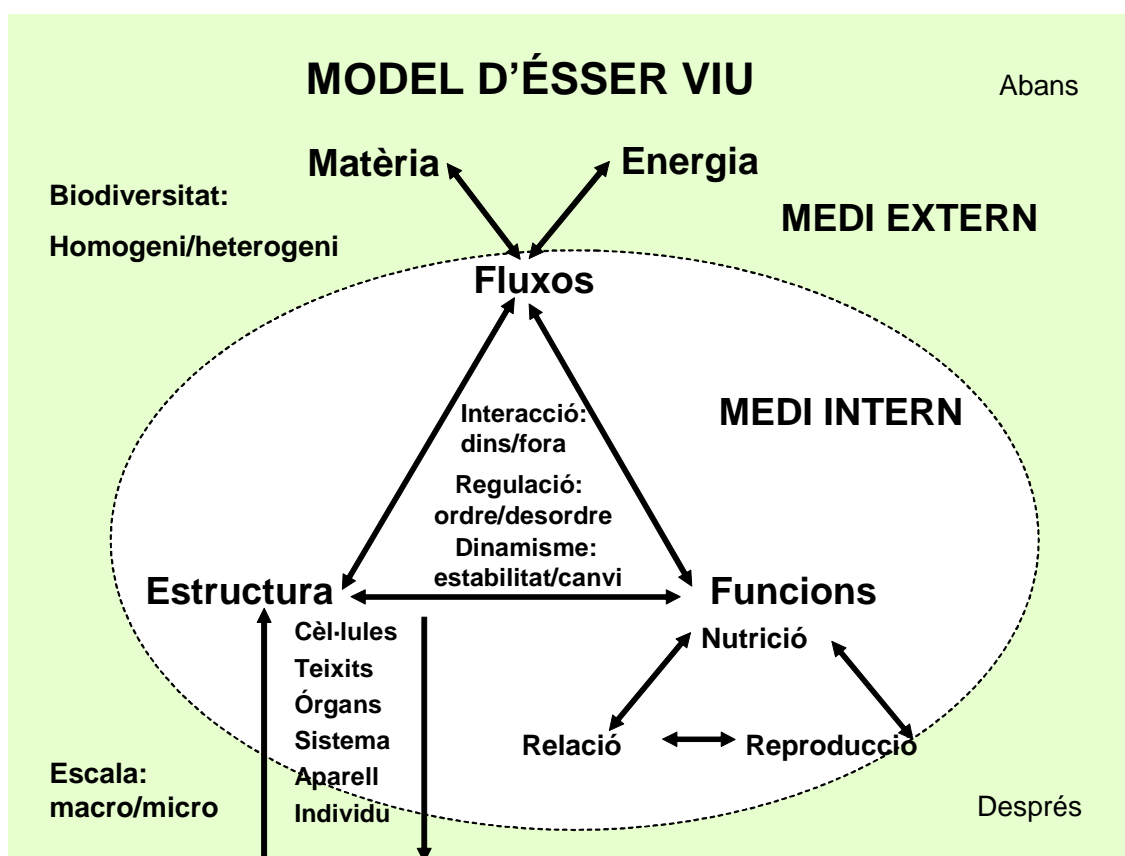 MODEL D'ÉSSER VIU
Abans
Matèria
Energia
Biodiversitat:
Homogeni/heterogeni
MEDI EXTERN
Fluxos
Interacció:
dins/fora
MEDI INTERN
Regulació:
ordre/desordre
Dinamisme:
estabilitat/canvi
Estructura
Funcions
Cèl·lules
Teixits
Órgans
Sistema
Aparell
Individu
Nutrició
Relació
Reproducció
Escala:
macro/micro
Després